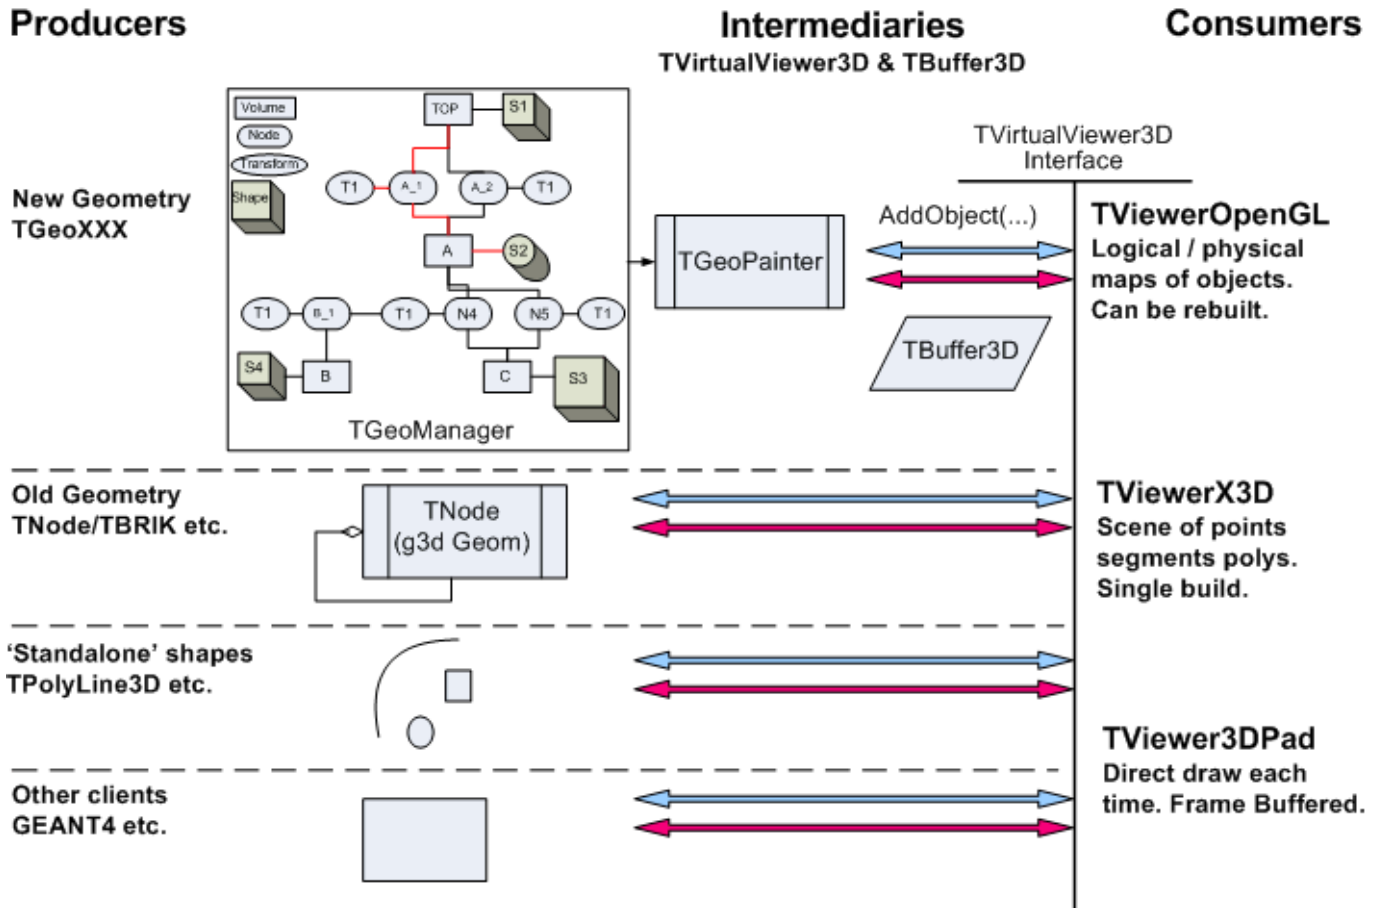 Producers
Intermediaries
Consumers
TVirtualViewer3D & TBuffer3D
New Geometry
TGeoXXX
Volume
Node
Transform
Shape
TOP
S1
T1
A_1
A_2
T1
A
S2
T1
B_1
T1
N4
N5
T1
S4
B
C
S3
TGeoManager
TGeoPainter
TVirtualViewer3D
Interface
AddObject(...)
TBuffer3D
TViewerOpenGL
Logical / physical
maps of objects.
Can be rebuilt.
Old Geometry
TNode/TBRIK etc.
TNode
(g3d Geom)
TViewerX3D
Scene of points
segments polys.
Single build.
‘Standalone’ shapes
TPolyLine3D etc.
TViewer3DPad
Direct draw each
time. Frame Buffered.
Other clients
GEANT4 etc.